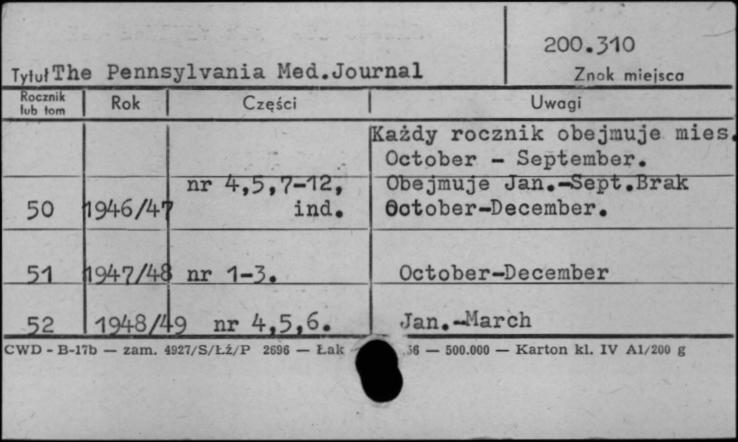 200.310
Tytuł The Pennsylvania Med.Journal Znak miejsca
Rocznik lub tom Rok Części Uwagi
Każdy rocznik obejmuje mies.
October - September.
nr 4,5,7-12, Obejmuje Jan.-Sept.Brak
50 1946/47 ind. October-December.
51 1947/48 nr 1-3. October-December
52 1948/49 nr 4,5,6. Jan.-March
CWD - B-17b — zam. 4927/S/Łż/P 2696 — Łak 56 — 500.000 — Karton kl. IV A1/200 g